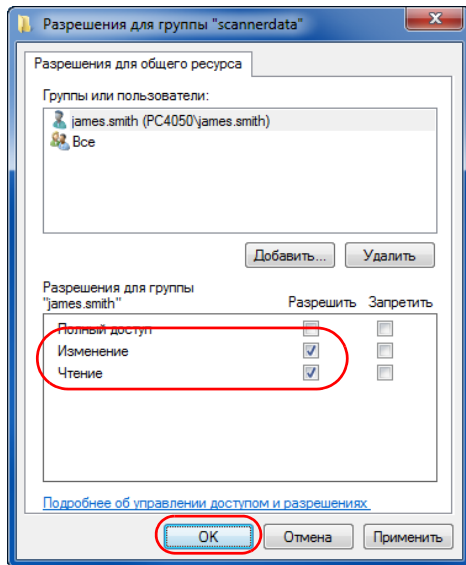 Разрешения для группы "scannerdata"
Разрешения для общего ресурса
Группы или пользователи:
james.smith (PC4050\james.smith)
Все
Добавить... Удалить
Разрешения для группы
"james.smith" Разрешить Запретить
Полный доступ
Изменение
Чтение
Подробнее об управлении доступом и разрешениях
OK Отмена Применить